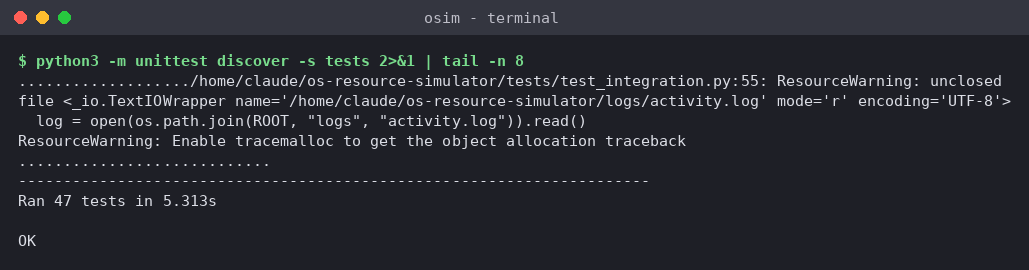 osim - terminal
$ python3 -m unittest discover -s tests 2>&1 | tail -n 8
.................../home/claude/os-resource-simulator/tests/test_integration.py:55: ResourceWarning: unclosed
file <_io.TextIOWrapper name='/home/claude/os-resource-simulator/logs/activity.log' mode='r' encoding='UTF-8'>
  log = open(os.path.join(ROOT, "logs", "activity.log")).read()
ResourceWarning: Enable tracemalloc to get the object allocation traceback
............................
----------------------------------------------------------------------
Ran 47 tests in 5.313s

OK